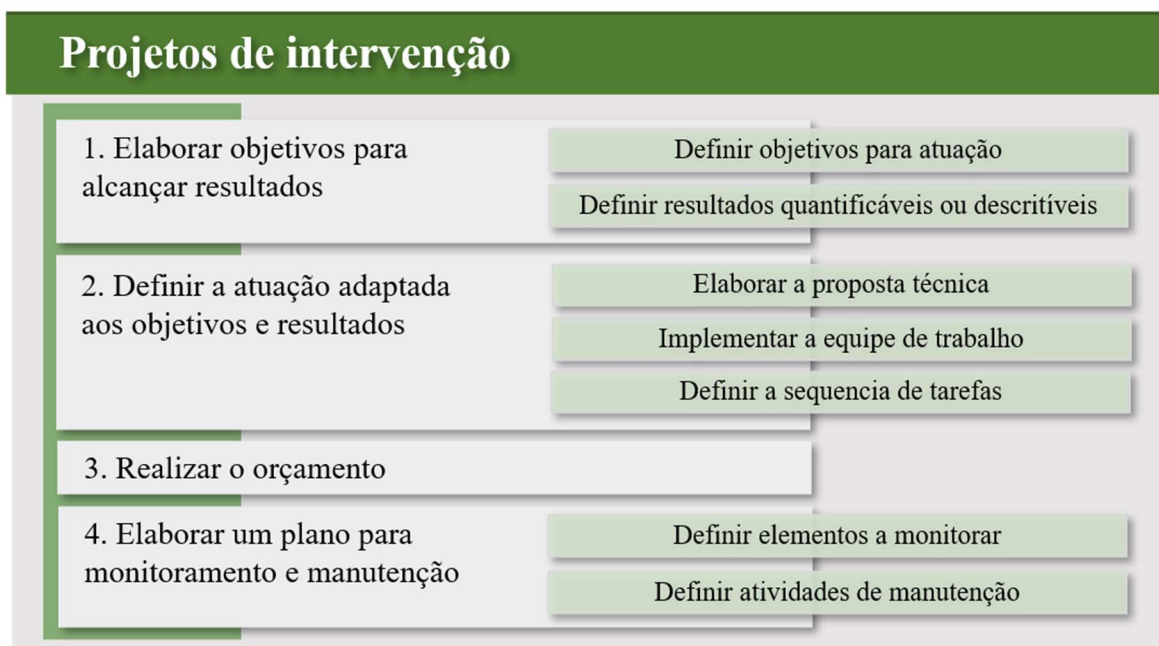 Projetos de intervenção
1. Elaborar objetivos para
alcançar resultados
Definir objetivos para atuação
Definir resultados quantificáveis ou descritíveis
2. Definir a atuação adaptada
aos objetivos e resultados
Elaborar a proposta técnica
Implementar a equipe de trabalho
Definir a sequencia de tarefas
3. Realizar o orçamento
4. Elaborar um plano para
monitoramento e manutenção
Definir elementos a monitorar
Definir atividades de manutenção